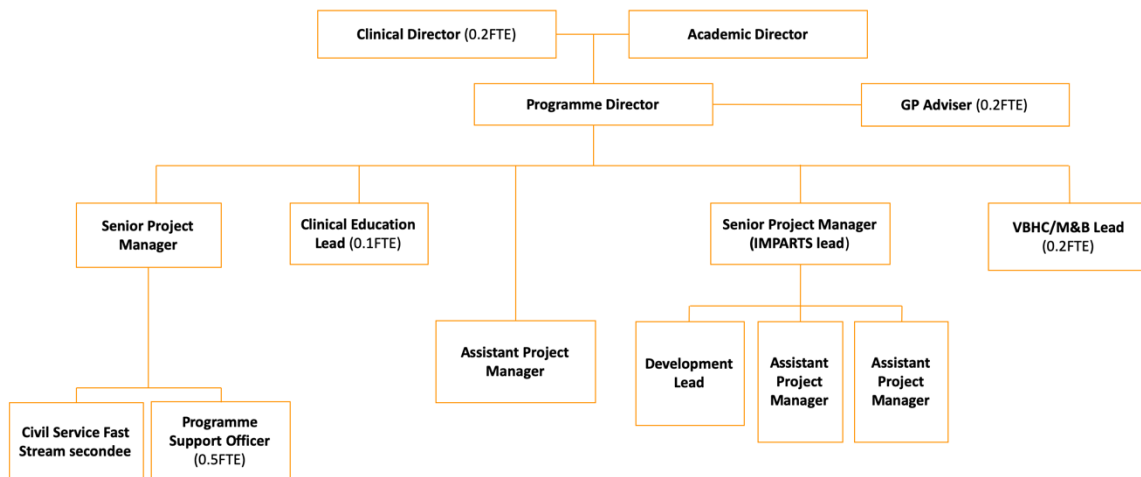 Clinical Director (0.2FTE)
Academic Director
Programme Director
GP Adviser (0.2FTE)
Senior Project
Manager
Clinical Education
Lead (0.1FTE)
Senior Project Manager
(IMPARTS lead)
VBHC/M&B Lead
(0.2FTE)
Assistant Project
Manager
Development
Lead
Assistant
Project
Manager
Assistant
Project
Manager
Civil Service Fast
Stream secondee
Programme
Support Officer
(0.5FTE)